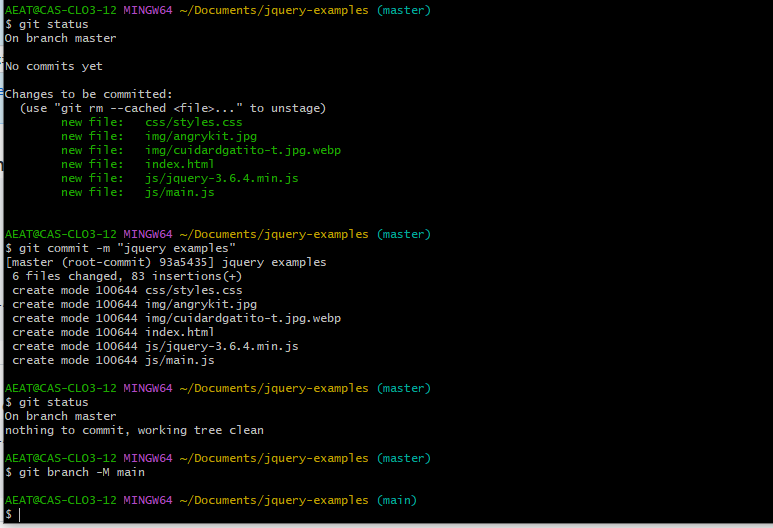 AEAT@CAS-CLO3-12 MINGW64 ~/Documents/jquery-examples (master)
$ git status
On branch master

No commits yet

Changes to be committed:
  (use "git rm --cached <file>..." to unstage)
        new file:   css/styles.css
        new file:   img/angrykit.jpg
        new file:   img/cuidardgatito-t.jpg.webp
        new file:   index.html
        new file:   js/jquery-3.6.4.min.js
        new file:   js/main.js


AEAT@CAS-CLO3-12 MINGW64 ~/Documents/jquery-examples (master)
$ git commit -m "jquery examples"
[master (root-commit) 93a5435] jquery examples
 6 files changed, 83 insertions(+)
 create mode 100644 css/styles.css
 create mode 100644 img/angrykit.jpg
 create mode 100644 img/cuidardgatito-t.jpg.webp
 create mode 100644 index.html
 create mode 100644 js/jquery-3.6.4.min.js
 create mode 100644 js/main.js

AEAT@CAS-CLO3-12 MINGW64 ~/Documents/jquery-examples (master)
$ git status
On branch master
nothing to commit, working tree clean

AEAT@CAS-CLO3-12 MINGW64 ~/Documents/jquery-examples (master)
$ git branch -M main

AEAT@CAS-CLO3-12 MINGW64 ~/Documents/jquery-examples (main)
$